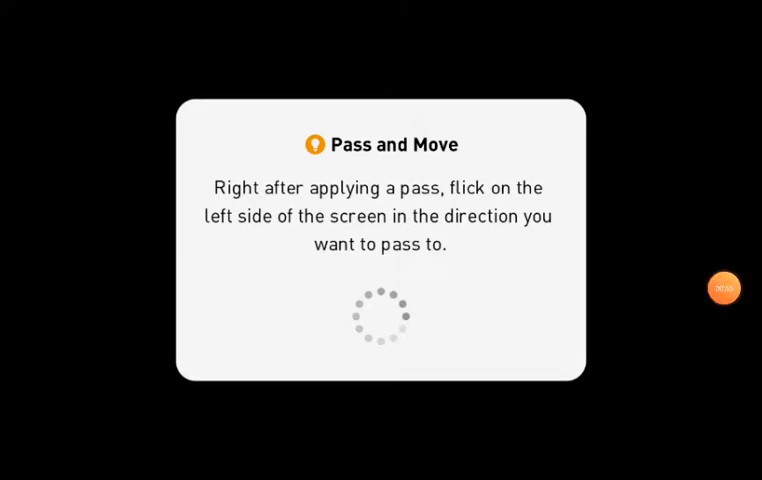 Pass and Move
Right after applying a pass, flick on the
left side of the screen in the direction you
want to pass to.